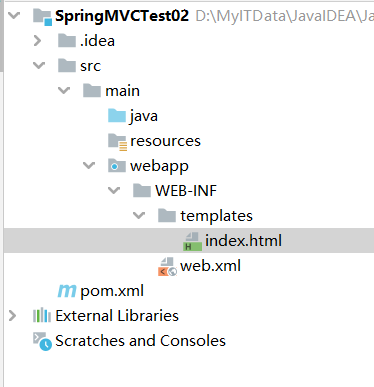 SpringMVCTest02 D:\MyITData\JavaIDEA\Ja
.idea
src
main
java
resources
webapp
WEB-INF
templates
index.html
web.xml
pom.xml
External Libraries
Scratches and Consoles